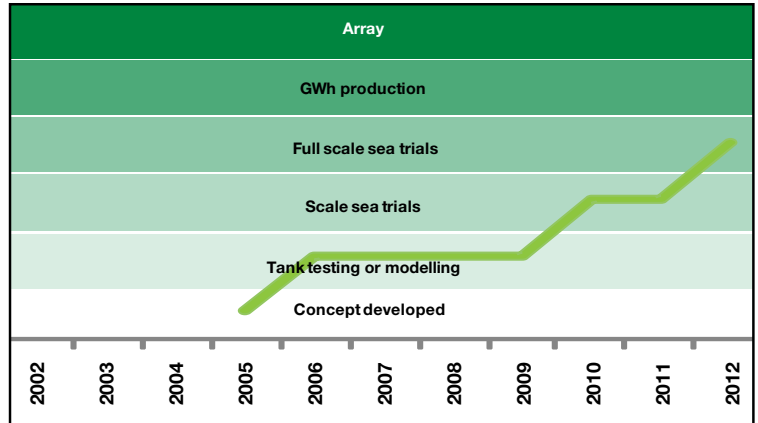 Array
GWh production
Full scale sea trials
Scale sea trials
Tank testing or modelling
Concept developed
2002
2003
2004
2005
2006
2007
2008
2009
2010
2011
2012